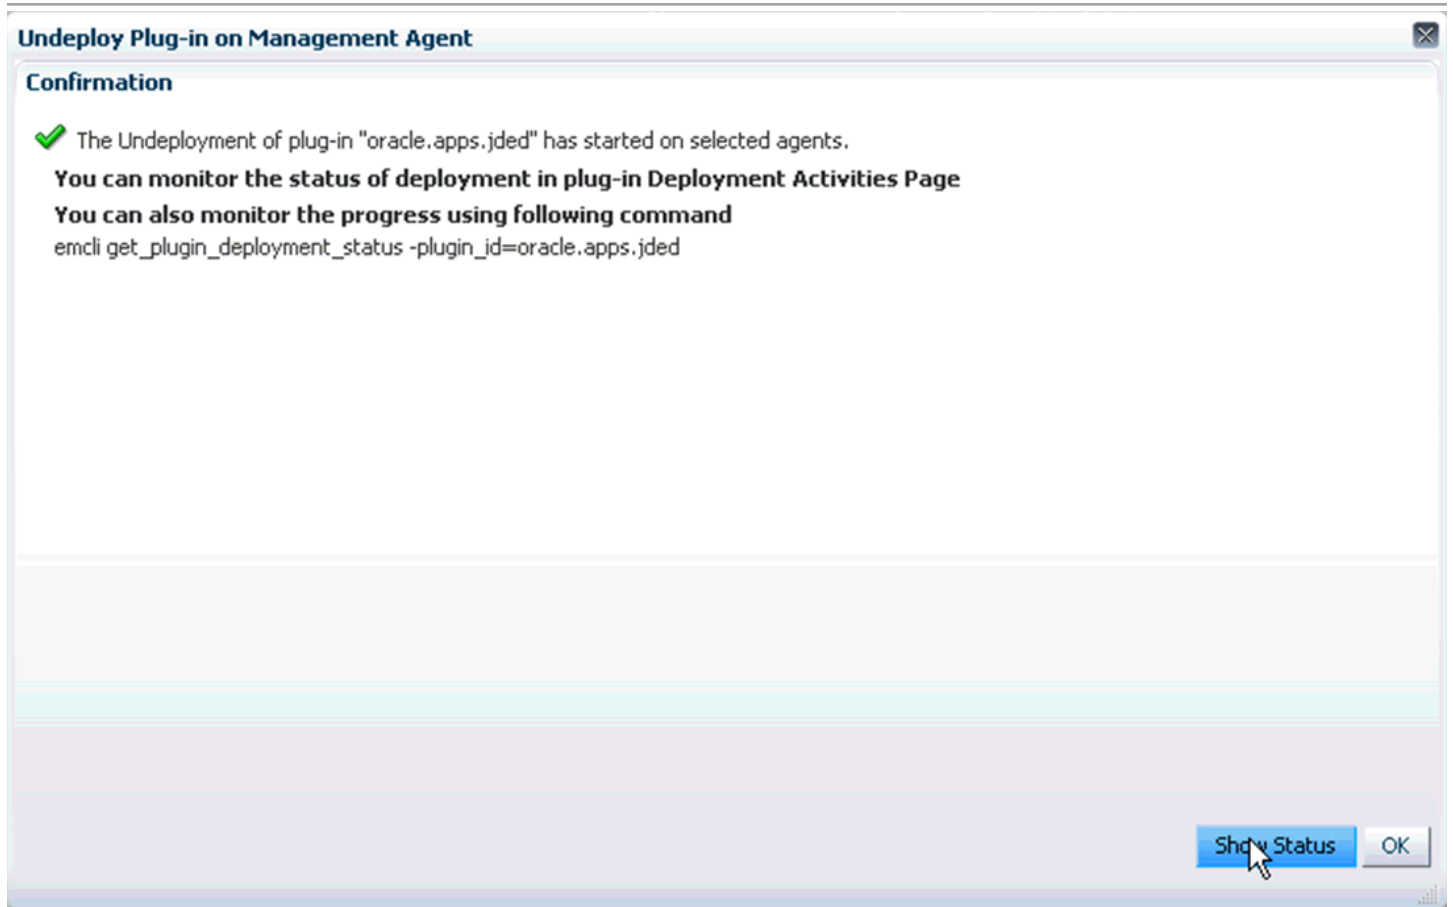 Undeploy Plug-in on Management Agent
Confirmation
The Undeployment of plug-in "oracle.apps.jded" has started on selected agents.
You can monitor the status of deployment in plug-in Deployment Activities Page
You can also monitor the progress using following command
emcli get_plugin_deployment_status -plugin_id=oracle.apps.jded
Show Status
OK